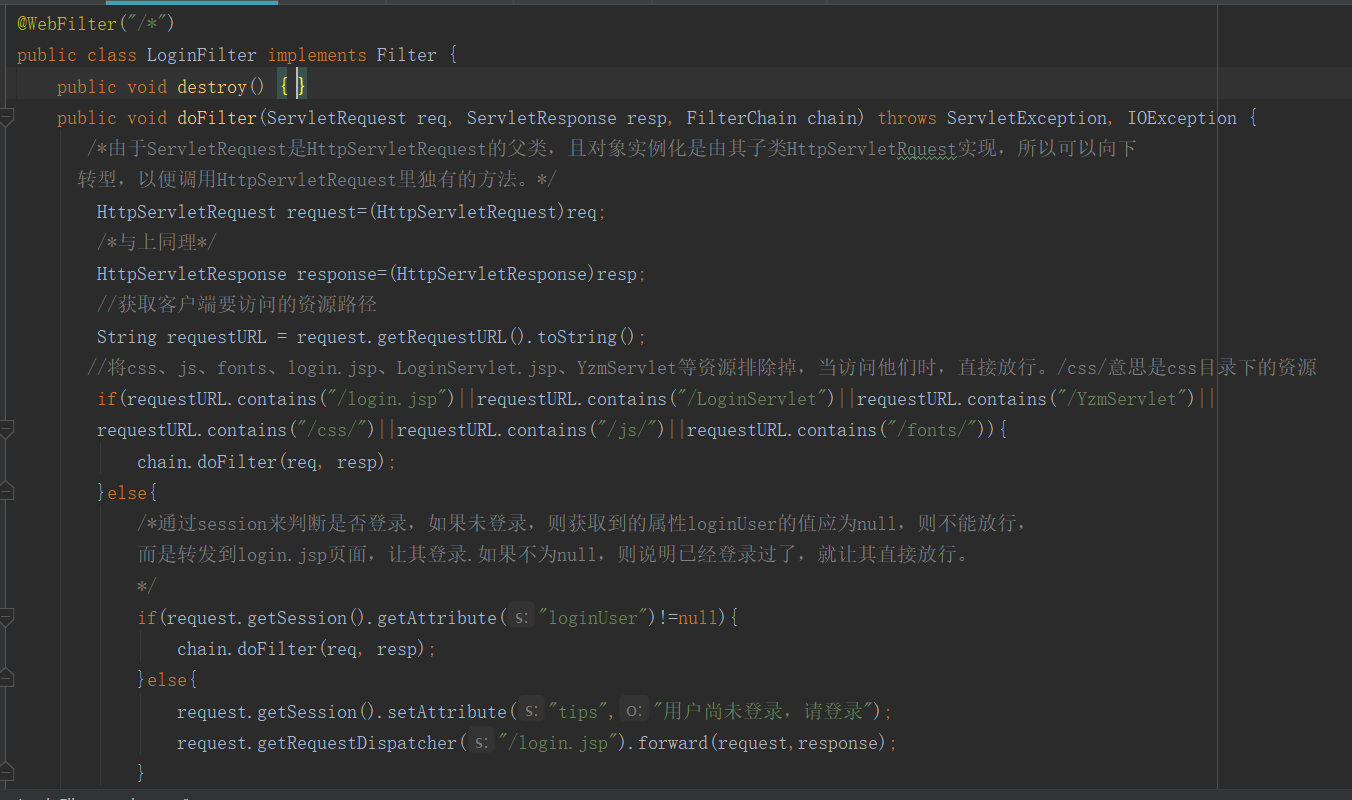 @WebFilter("/*")
public class LoginFilter implements Filter {
public void destroy() { }
public void doFilter(ServletRequest req, ServletResponse resp, FilterChain chain) throws ServletException, IOException {
/*由于ServletRequest是HttpServletRequest的父类，且对象实例化是由其子类HttpServletRquest实现，所以可以向下
转型，以便调用HttpServletRequest里独有的方法。*/
HttpServletRequest request=(HttpServletRequest)req;
/*与上同理*/
HttpServletResponse response=(HttpServletResponse)resp;
//获取客户端要访问的资源路径
String requestURL = request.getRequestURL().toString();
//将css、js、fonts、login.jsp、LoginServlet.jsp、YzmServlet等资源排除掉，当访问他们时，直接放行。/css/意思是css目录下的资源
if(requestURL.contains("/login.jsp")||requestURL.contains("/LoginServlet")||requestURL.contains("/YzmServlet")||
requestURL.contains("/css/")||requestURL.contains("/js/")||requestURL.contains("/fonts/")){
chain.doFilter(req, resp);
}else{
/*通过session来判断是否登录，如果未登录，则获取到的属性loginUser的值应为null，则不能放行，
而是转发到login.jsp页面，让其登录.如果不为null，则说明已经登录过了，就让其直接放行。
*/
if(request.getSession().getAttribute( s: "loginUser")!=null){
chain.doFilter(req, resp);
}else{
request.getSession().setAttribute( s: "tips", o: "用户尚未登录，请登录");
request.getRequestDispatcher( s: "/login.jsp").forward(request,response);
}